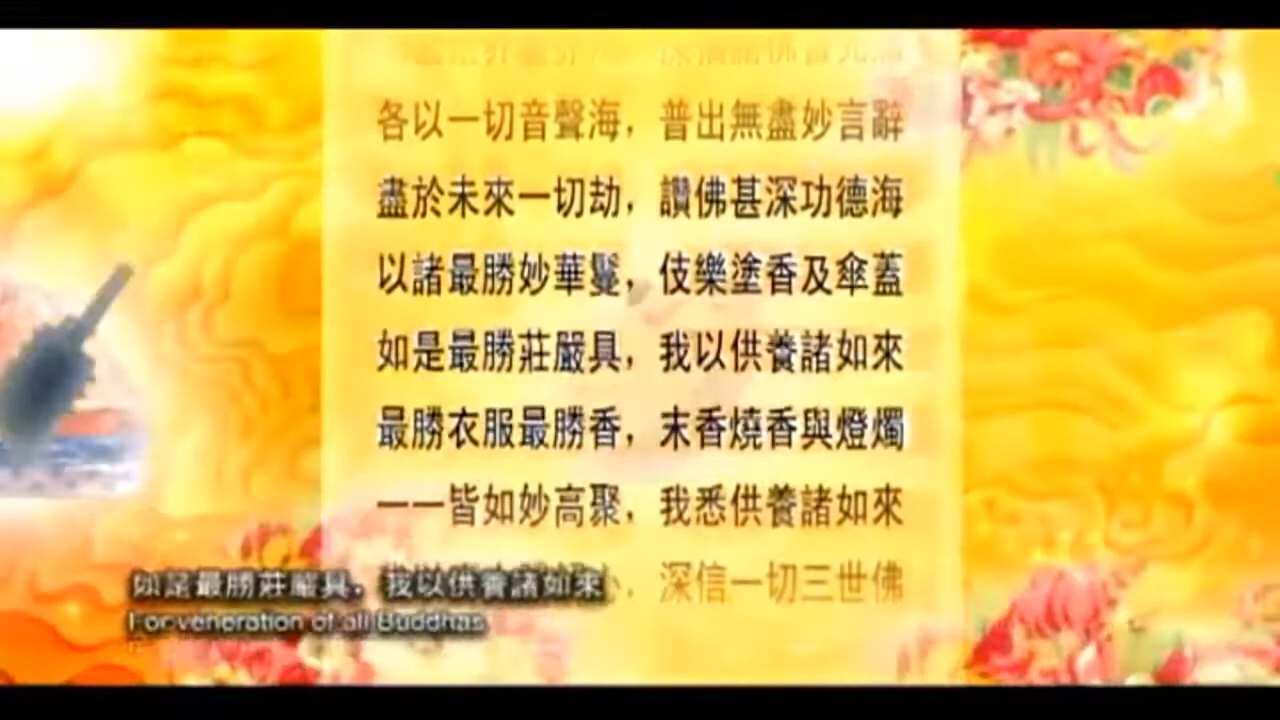 各以一切音聲海，普出無盡妙言辭
盡於未來一切劫，讚佛甚深功德海
以諸最勝妙華鬘，伎樂塗香及傘蓋
如是最勝莊嚴具，我以供養諸如來
最勝衣服最勝香，末香燒香與燈燭
一一皆如妙高聚，我悉供養諸如來
深信一切三世佛
如是最勝莊嚴具，我以供養諸如來
For veneration of all Buddhas